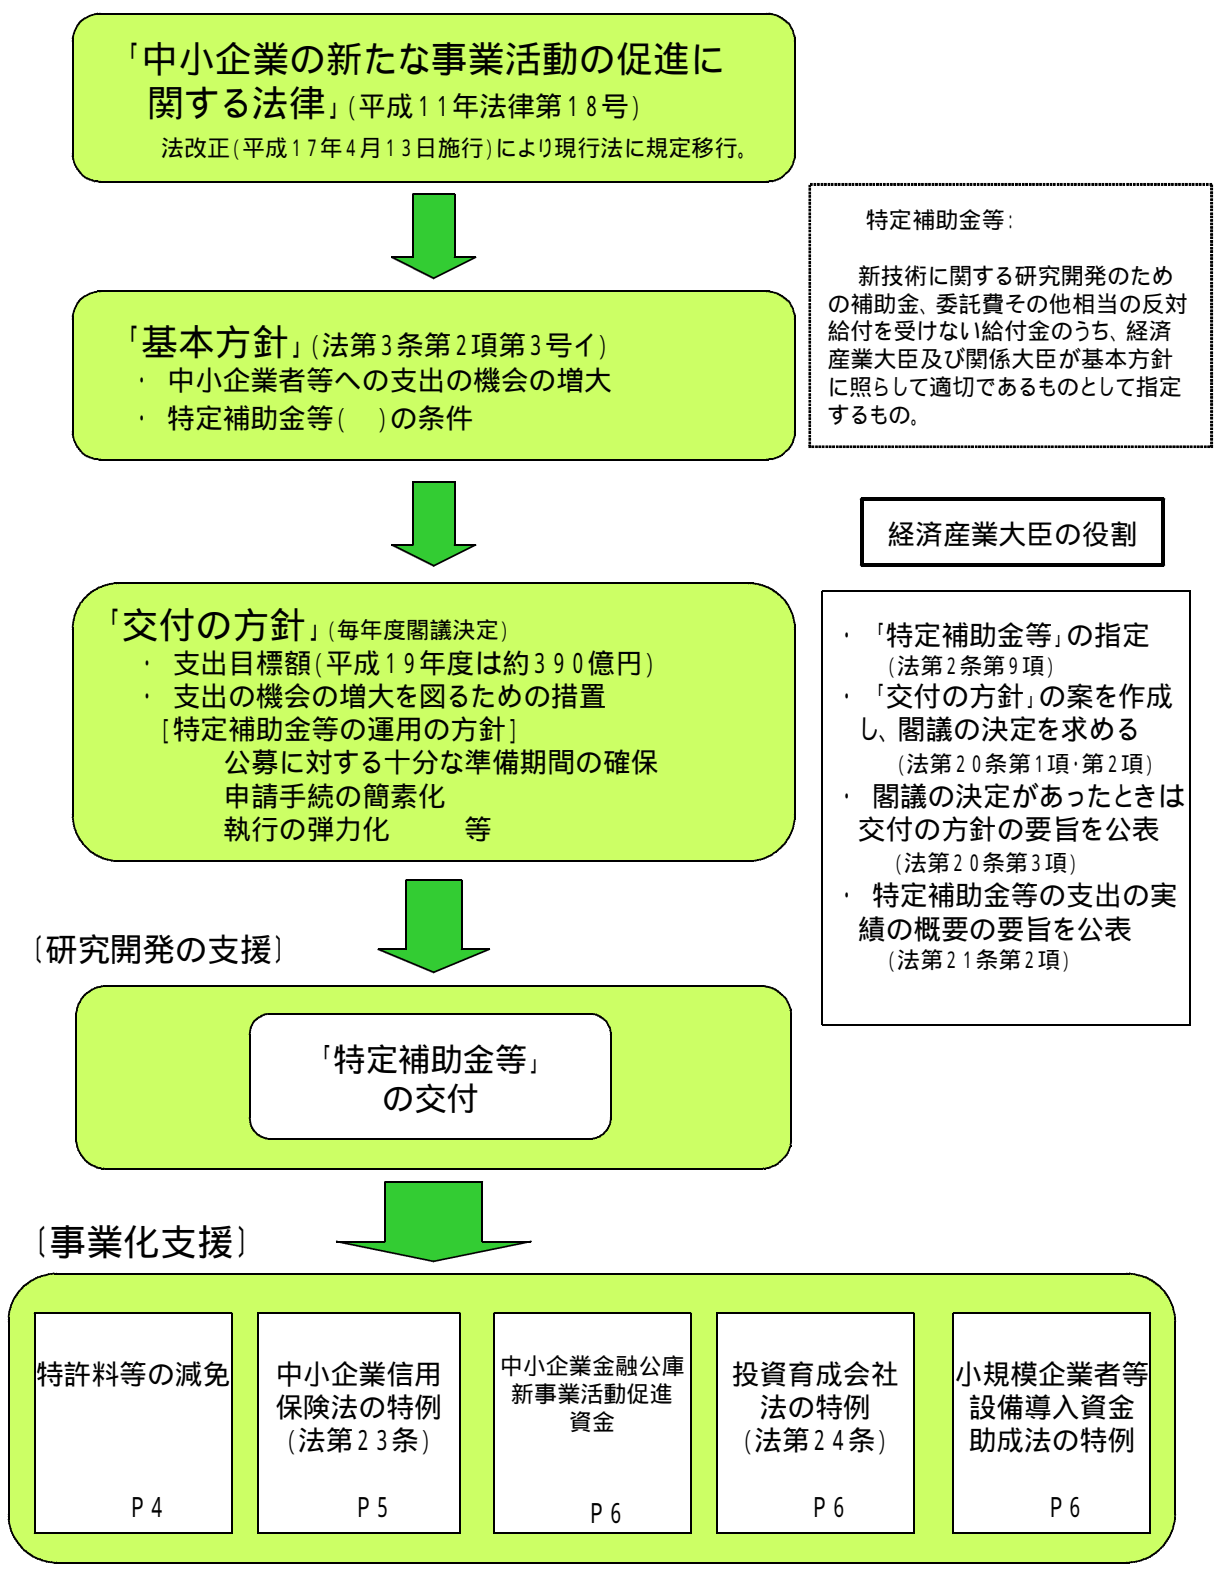 「中小企業の新たな事業活動の促進に
関する法律」(平成11年法律第18号)
法改正(平成17年4月13日施行)により現行法に規定移行。
特定補助金等:
新技術に関する研究開発のため
の補助金、委託費その他相当の反対
給付を受けない給付金のうち、経済
産業大臣及び関係大臣が基本方針
に照らして適切であるものとして指定
するもの。
「基本方針」(法第3条第2項第3号イ)
・ 中小企業者等への支出の機会の増大
・ 特定補助金等( )の条件
経済産業大臣の役割
「交付の方針」(毎年度閣議決定)
・ 支出目標額(平成19年度は約390億円)
・ 支出の機会の増大を図るための措置
[特定補助金等の運用の方針]
公募に対する十分な準備期間の確保
申請手続の簡素化
執行の弾力化 等
・ 「特定補助金等」の指定
(法第2条第9項)
・ 「交付の方針」の案を作成
し、閣議の決定を求める
(法第20条第1項・第2項)
・ 閣議の決定があったときは
交付の方針の要旨を公表
(法第20条第3項)
・ 特定補助金等の支出の実
績の概要の要旨を公表
(法第21条第2項)
〔研究開発の支援〕
「特定補助金等」
の交付
〔事業化支援〕
特許料等の減免
P4
中小企業信用
保険法の特例
(法第23条)
P5
中小企業金融公庫
新事業活動促進
資金
P6
投資育成会社
法の特例
(法第24条)
P6
小規模企業者等
設備導入資金
助成法の特例
P6